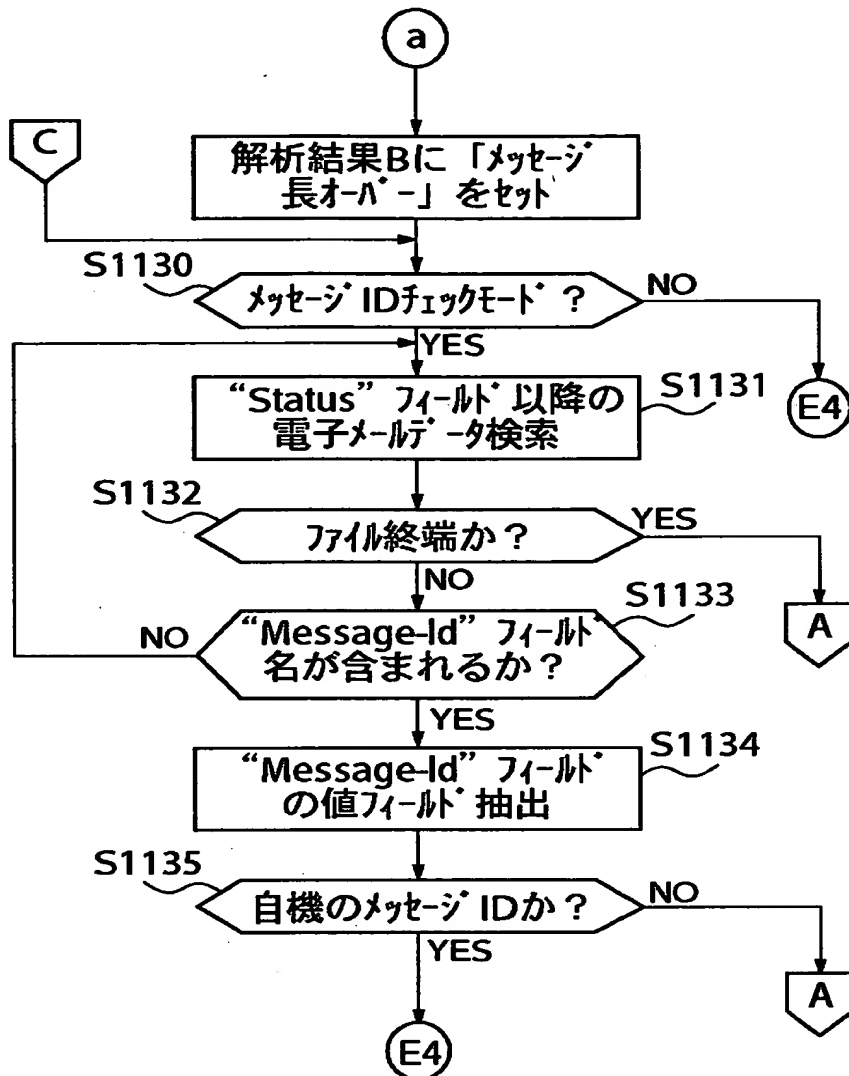 a
C
解析結果Bに「メッセージ
長オーバー」をセット
S1130
メッセージIDチェックモード?
NO
YES
“Status”フィールド以降の
電子メールデータ検索
S1131
E4
S1132
ファイル終端か?
YES
NO
A
S1133
“Message-Id”フィールド
名が含まれるか?
NO
YES
S1134
“Message-Id”フィールド
の値フィールド抽出
S1135
自機のメッセージIDか?
NO
YES
A
E4